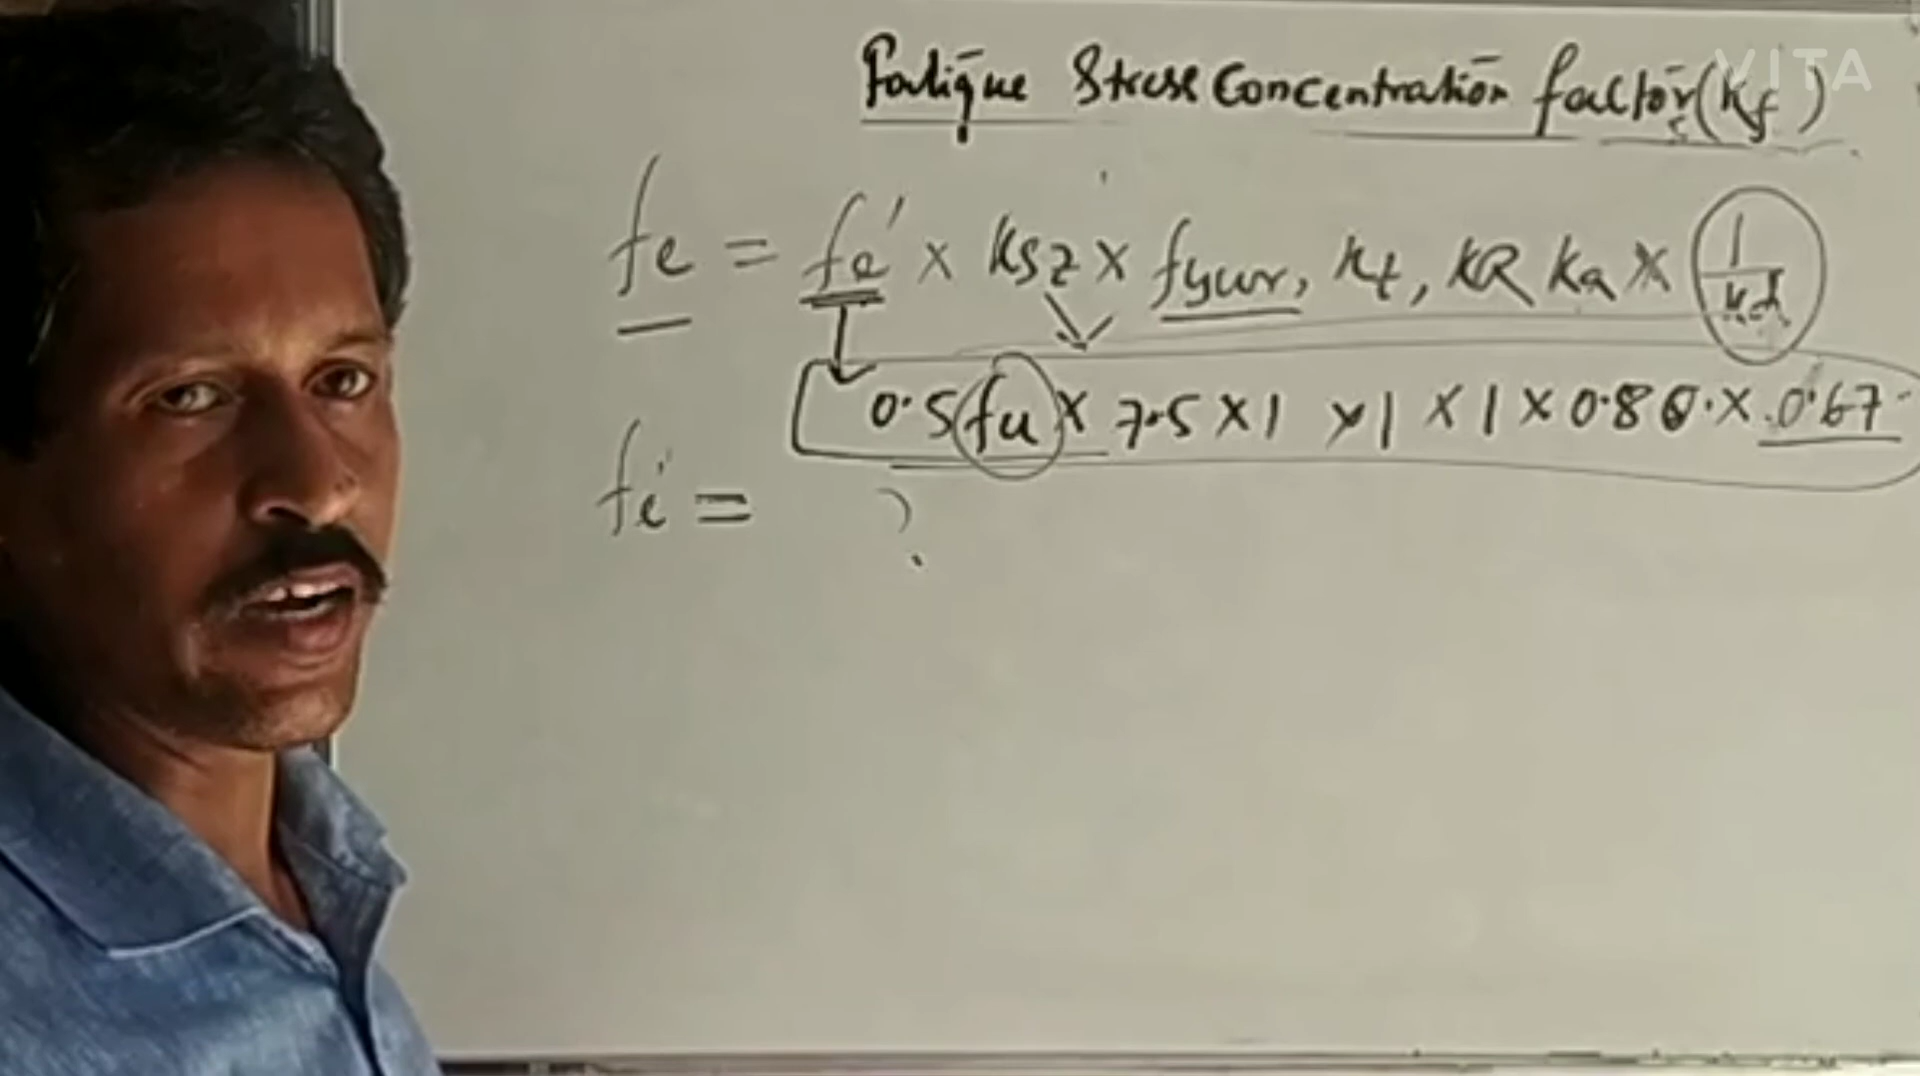 Fatigue Stress Concentration factor (Kf)
VITA
fe = fe' × Ksz × fsur, Kt, KR Ka × 1/Kd
0.5 fu × 7.5 × 1 × 1 × 1 × 0.80 × 0.67
fe' = ?